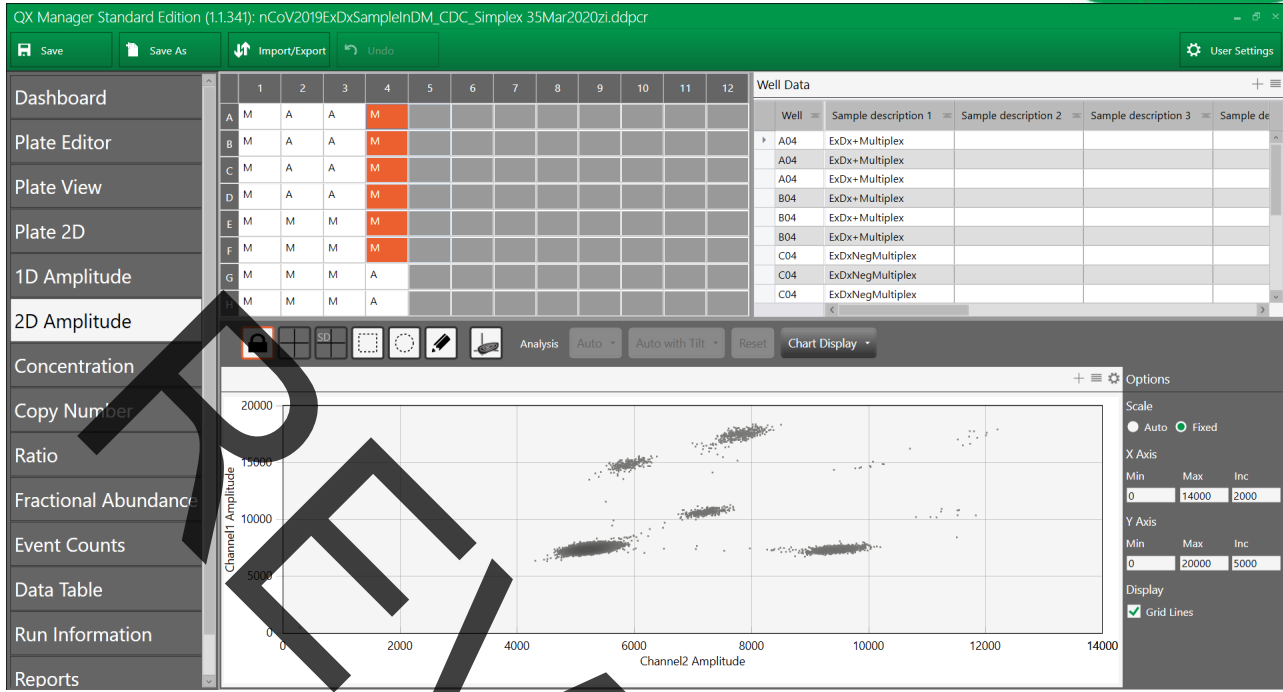 QX Manager Standard Edition (1.1.341): nCoV2019ExDxSampleInDM_CDC_Simplex 35Mar2020zi.ddpcr
Save Save As Import/Export Undo User Settings
Dashboard
Plate Editor
Plate View
Plate 2D
1D Amplitude
2D Amplitude
Concentration
Copy Number
Ratio
Fractional Abundance
Event Counts
Data Table
Run Information
Reports
1 2 3 4 5 6 7 8 9 10 11 12
A M A A M
B M A A M
C M A A M
D M A A M
E M M M M
F M M M M
G M M M A
H M M M A
Well Data
Well Sample description 1 Sample description 2 Sample description 3 Sample de
A04 ExDx+Multiplex
A04 ExDx+Multiplex
A04 ExDx+Multiplex
B04 ExDx+Multiplex
B04 ExDx+Multiplex
B04 ExDx+Multiplex
C04 ExDxNegMultiplex
C04 ExDxNegMultiplex
C04 ExDxNegMultiplex
SD Analysis Auto Auto with Tilt Reset Chart Display
20000
15000
10000
5000
0
Channel1 Amplitude
0 2000 4000 6000 8000 10000 12000 14000
Channel2 Amplitude
Options
Scale
Auto Fixed
X Axis
Min Max Inc
0 14000 2000
Y Axis
Min Max Inc
0 20000 5000
Display
Grid Lines